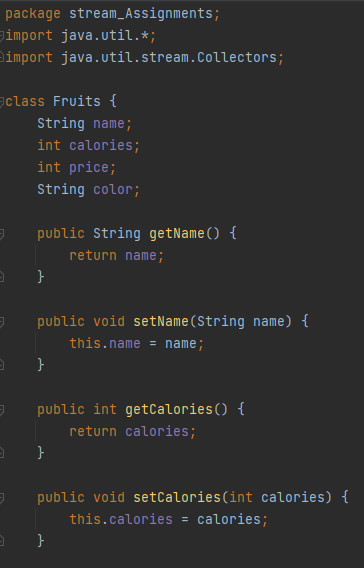 package stream_Assignments;
import java.util.*;
import java.util.stream.Collectors;
class Fruits {
String name;
int calories;
int price;
String color;
public String getName() {
return name;
}
public void setName(String name) {
this.name = name;
}
public int getCalories() {
return calories;
}
public void setCalories(int calories) {
this.calories = calories;
}